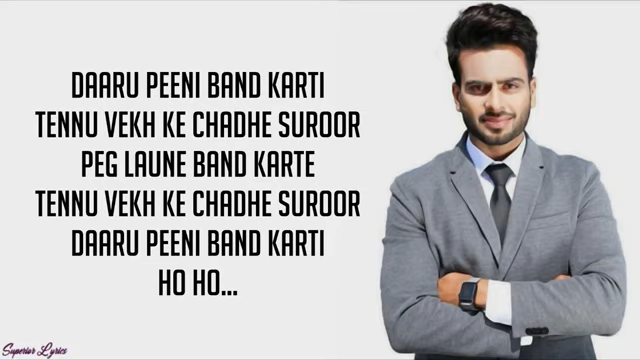 DAARU PEENI BAND KARTI
TENNU VEKH KE CHADHE SUROOR
PEG LAUNE BAND KARTE
TENNU VEKH KE CHADHE SUROOR
DAARU PEENI BAND KARTI
HO HO...
Superior Lyrics